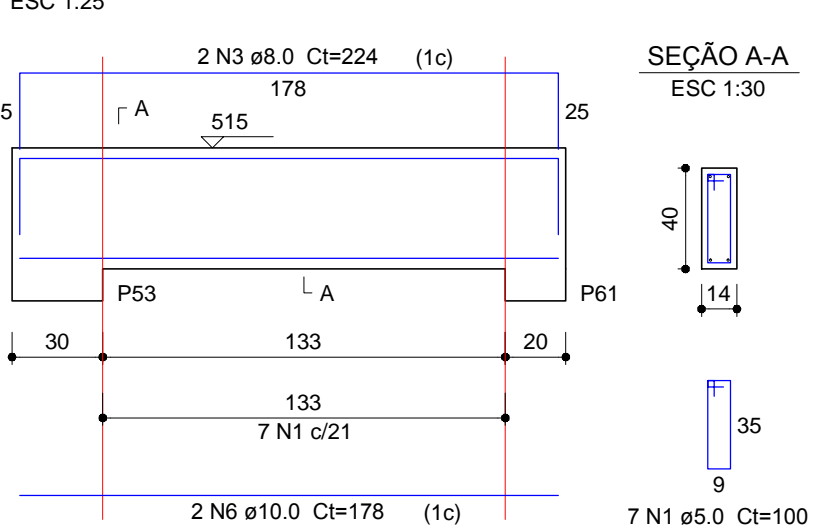 ESC 1:25
2 N3 ø8.0 Ct=224 (1c)
178
5
25
A
515
A
P53
P61
30
133
20
133
7 N1 c/21
2 N6 ø10.0 Ct=178 (1c)
SEÇÃO A-A
ESC 1:30
40
14
35
9
7 N1 ø5.0 Ct=100